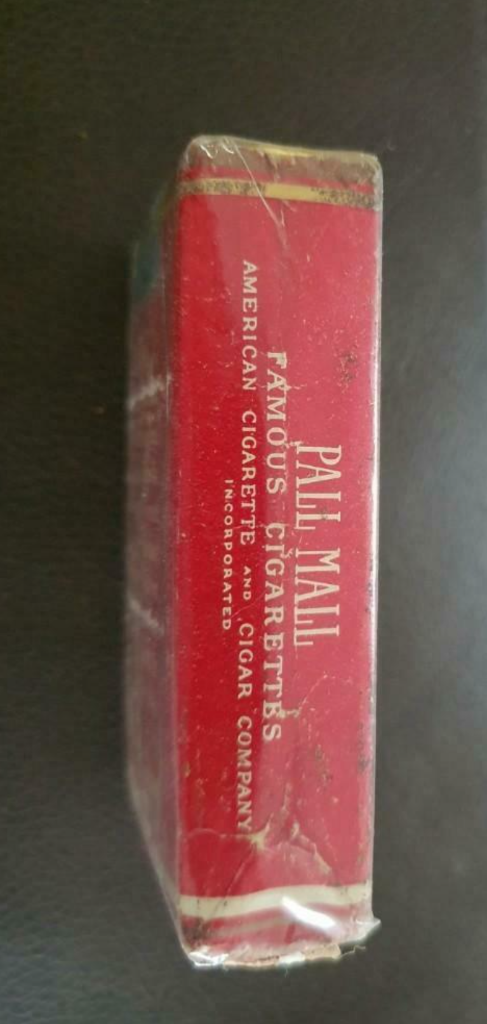 PALL MALL
FAMOUS CIGARETTES
AMERICAN CIGARETTE AND CIGAR COMPANY
INCORPORATED